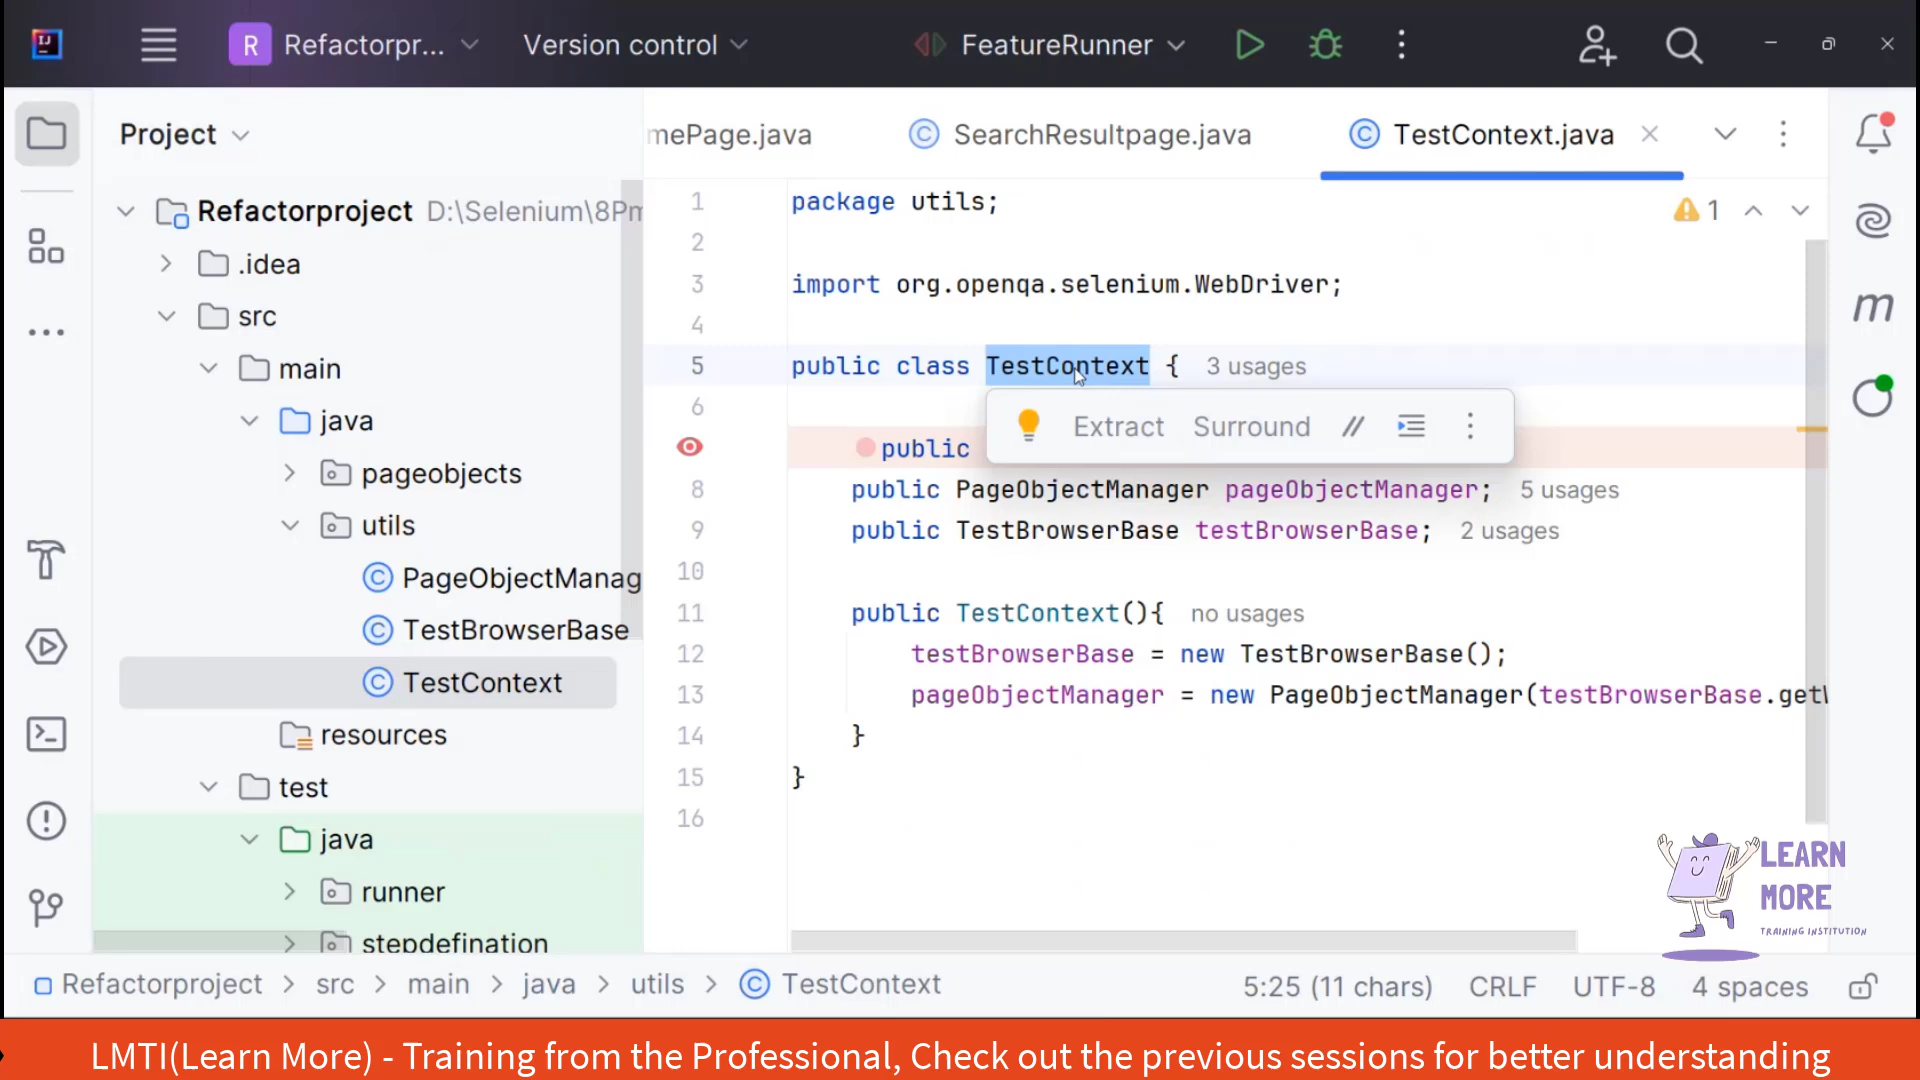 R Refactorpr... Version control FeatureRunner
Project
mePage.java SearchResultpage.java TestContext.java
Refactorproject D:\Selenium\8Pm
.idea
src
main
java
pageobjects
utils
PageObjectManag
TestBrowserBase
TestContext
resources
test
java
runner
stepdefination
1 package utils;
2
3 import org.openqa.selenium.WebDriver;
4
5 public class TestContext { 3 usages
6
public
8 public PageObjectManager pageObjectManager; 5 usages
9 public TestBrowserBase testBrowserBase; 2 usages
10
11 public TestContext(){ no usages
12 testBrowserBase = new TestBrowserBase();
13 pageObjectManager = new PageObjectManager(testBrowserBase.getW
14 }
15 }
16
1
Extract Surround //
m
LEARN
MORE
TRAINING INSTITUTION
Refactorproject > src > main > java > utils > TestContext 5:25 (11 chars) CRLF UTF-8 4 spaces
LMTI(Learn More) - Training from the Professional, Check out the previous sessions for better understanding